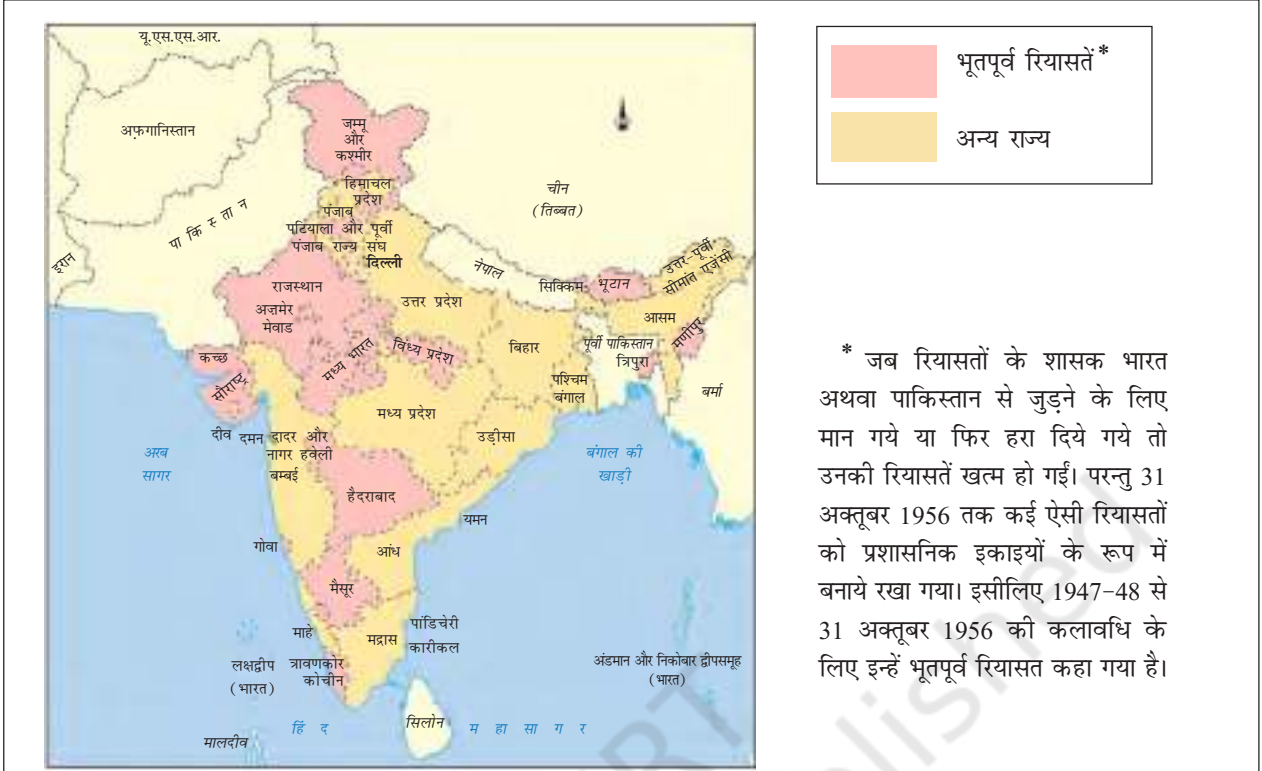 यू.एस.एस.आर.
अफ़गानिस्तान
जम्मू
और
कश्मीर
हिमाचल
प्रदेश
चीन
(तिब्बत)
पाकिस्तान
पंजाब
पटियाला और पूर्वी
पंजाब राज्य संघ
दिल्ली
इरान
नेपाल
सिक्किम
भूटान
उत्तर-पूर्वी
सीमांत एजेंसी
राजस्थान
अजमेर
मेवाड
उत्तर प्रदेश
आसम
मणीपुर
कच्छ
सौराष्ट्र
मध्य भारत
विंध्य प्रदेश
बिहार
पूर्वी पाकिस्तान
त्रिपुरा
पश्चिम
बंगाल
बर्मा
मध्य प्रदेश
उड़ीसा
दीव
दमन
दादर और
नागर हवेली
बम्बई
अरब
सागर
बंगाल की
खाड़ी
हैदराबाद
यमन
गोवा
आंध
मैसूर
माहे
मद्रास
पांडिचेरी
कारीकल
लक्षद्वीप
(भारत)
त्रावणकोर
कोचीन
अंडमान और निकोबार द्वीपसमूह
(भारत)
सिलोन
मालदीव
हिंद महासागर
भूतपूर्व रियासतें*
अन्य राज्य
* जब रियासतों के शासक भारत
अथवा पाकिस्तान से जुड़ने के लिए
मान गये या फिर हरा दिये गये तो
उनकी रियासतें खत्म हो गईं। परन्तु 31
अक्तूबर 1956 तक कई ऐसी रियासतों
को प्रशासनिक इकाइयों के रूप में
बनाये रखा गया। इसीलिए 1947-48 से
31 अक्तूबर 1956 की कलावधि के
लिए इन्हें भूतपूर्व रियासत कहा गया है।